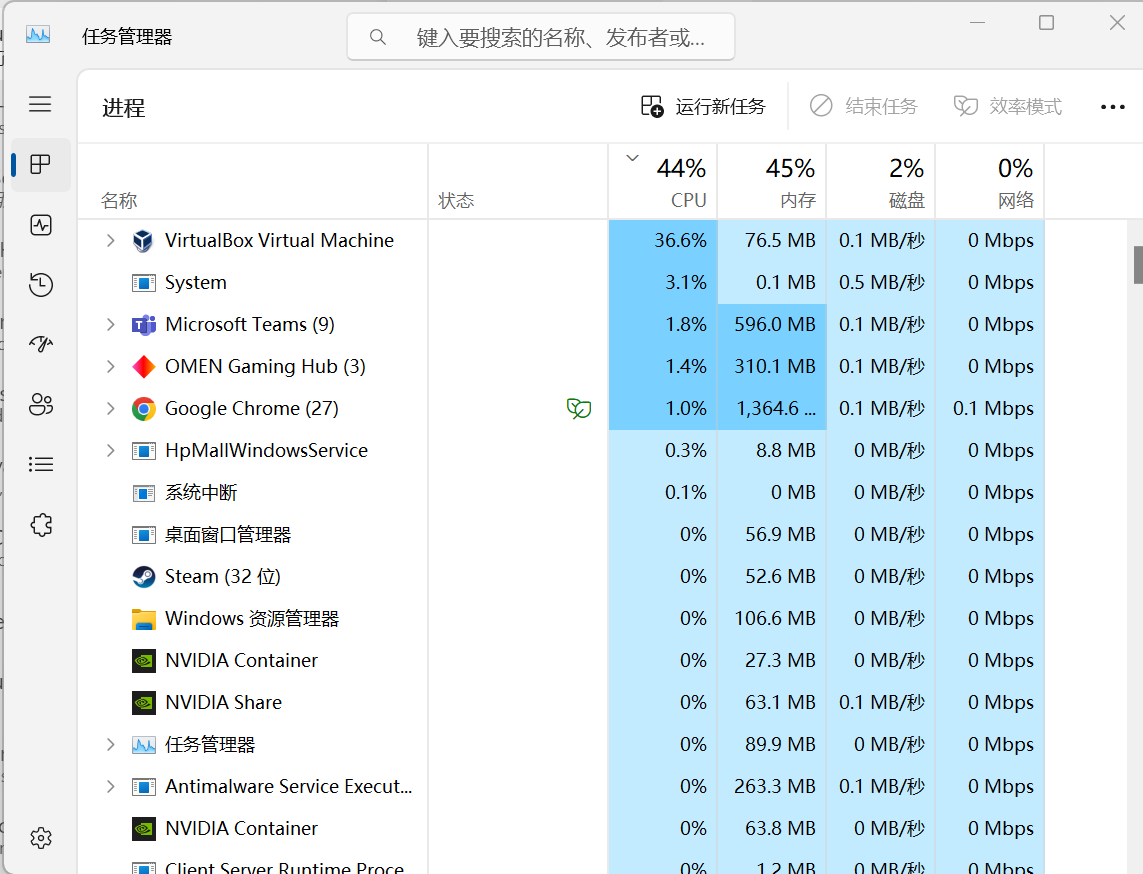 任务管理器
键入要搜索的名称、发布者或...
进程
运行新任务
结束任务
效率模式
名称 状态 44% CPU 45% 内存 2% 磁盘 0% 网络
VirtualBox Virtual Machine 36.6% 76.5 MB 0.1 MB/秒 0 Mbps
System 3.1% 0.1 MB 0.5 MB/秒 0 Mbps
Microsoft Teams (9) 1.8% 596.0 MB 0.1 MB/秒 0 Mbps
OMEN Gaming Hub (3) 1.4% 310.1 MB 0.1 MB/秒 0 Mbps
Google Chrome (27) 1.0% 1,364.6 ... 0.1 MB/秒 0.1 Mbps
HpMallWindowsService 0.3% 8.8 MB 0 MB/秒 0 Mbps
系统中断 0.1% 0 MB 0 MB/秒 0 Mbps
桌面窗口管理器 0% 56.9 MB 0 MB/秒 0 Mbps
Steam (32 位) 0% 52.6 MB 0 MB/秒 0 Mbps
Windows 资源管理器 0% 106.6 MB 0 MB/秒 0 Mbps
NVIDIA Container 0% 27.3 MB 0 MB/秒 0 Mbps
NVIDIA Share 0% 63.1 MB 0.1 MB/秒 0 Mbps
任务管理器 0% 89.9 MB 0 MB/秒 0 Mbps
Antimalware Service Execut... 0% 263.3 MB 0.1 MB/秒 0 Mbps
NVIDIA Container 0% 63.8 MB 0 MB/秒 0 Mbps
Client Server Runtime Proce 0% 1.2 MB 0 MB/秒 0 Mbps